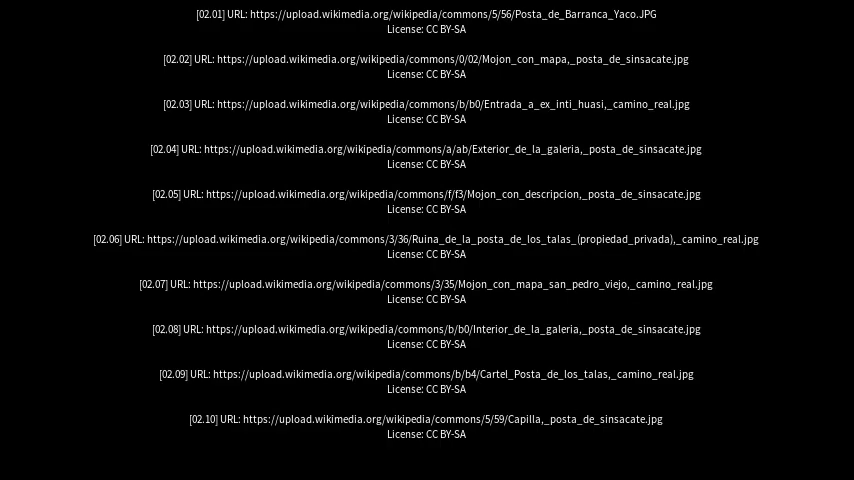 [02.01] URL: https://upload.wikimedia.org/wikipedia/commons/5/56/Posta_de_Barranca_Yaco.JPG
License: CC BY-SA
[02.02] URL: https://upload.wikimedia.org/wikipedia/commons/0/02/Mojon_con_mapa,_posta_de_sinsacate.jpg
License: CC BY-SA
[02.03] URL: https://upload.wikimedia.org/wikipedia/commons/b/b0/Entrada_a_ex_inti_huasi,_camino_real.jpg
License: CC BY-SA
[02.04] URL: https://upload.wikimedia.org/wikipedia/commons/a/ab/Exterior_de_la_galeria,_posta_de_sinsacate.jpg
License: CC BY-SA
[02.05] URL: https://upload.wikimedia.org/wikipedia/commons/f/f3/Mojon_con_descripcion,_posta_de_sinsacate.jpg
License: CC BY-SA
[02.06] URL: https://upload.wikimedia.org/wikipedia/commons/3/36/Ruina_de_la_posta_de_los_talas_(propiedad_privada),_camino_real.jpg
License: CC BY-SA
[02.07] URL: https://upload.wikimedia.org/wikipedia/commons/3/35/Mojon_con_mapa_san_pedro_viejo,_camino_real.jpg
License: CC BY-SA
[02.08] URL: https://upload.wikimedia.org/wikipedia/commons/b/b0/Interior_de_la_galeria,_posta_de_sinsacate.jpg
License: CC BY-SA
[02.09] URL: https://upload.wikimedia.org/wikipedia/commons/b/b4/Cartel_Posta_de_los_talas,_camino_real.jpg
License: CC BY-SA
[02.10] URL: https://upload.wikimedia.org/wikipedia/commons/5/59/Capilla,_posta_de_sinsacate.jpg
License: CC BY-SA